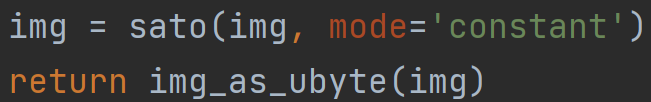 img = sato(img, mode='constant')
return img_as_ubyte(img)